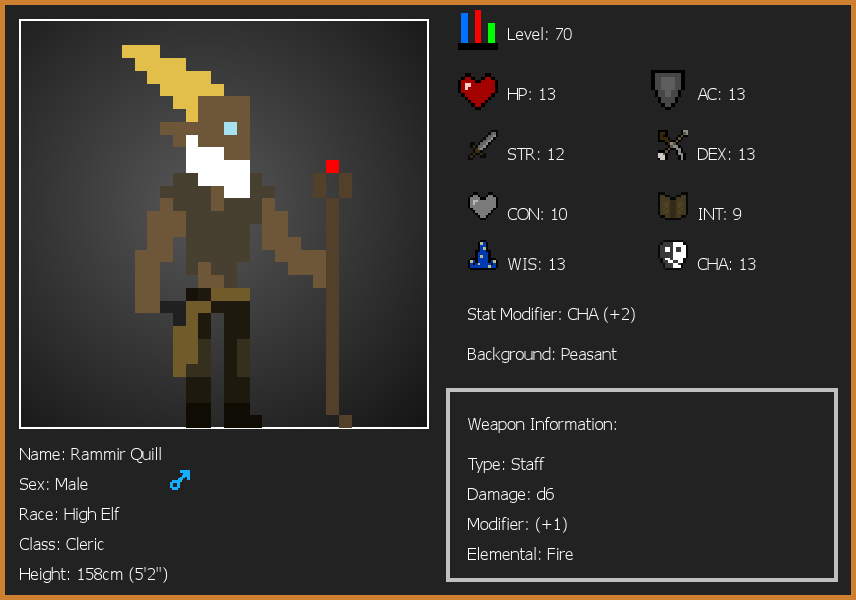 Level: 70
HP: 13
AC: 13
STR: 12
DEX: 13
CON: 10
INT: 9
WIS: 13
CHA: 13
Stat Modifier: CHA (+2)
Background: Peasant
Weapon Information:
Type: Staff
Damage: d6
Modifier: (+1)
Elemental: Fire
Name: Rammir Quill
Sex: Male
Race: High Elf
Class: Cleric
Height: 158cm (5'2")